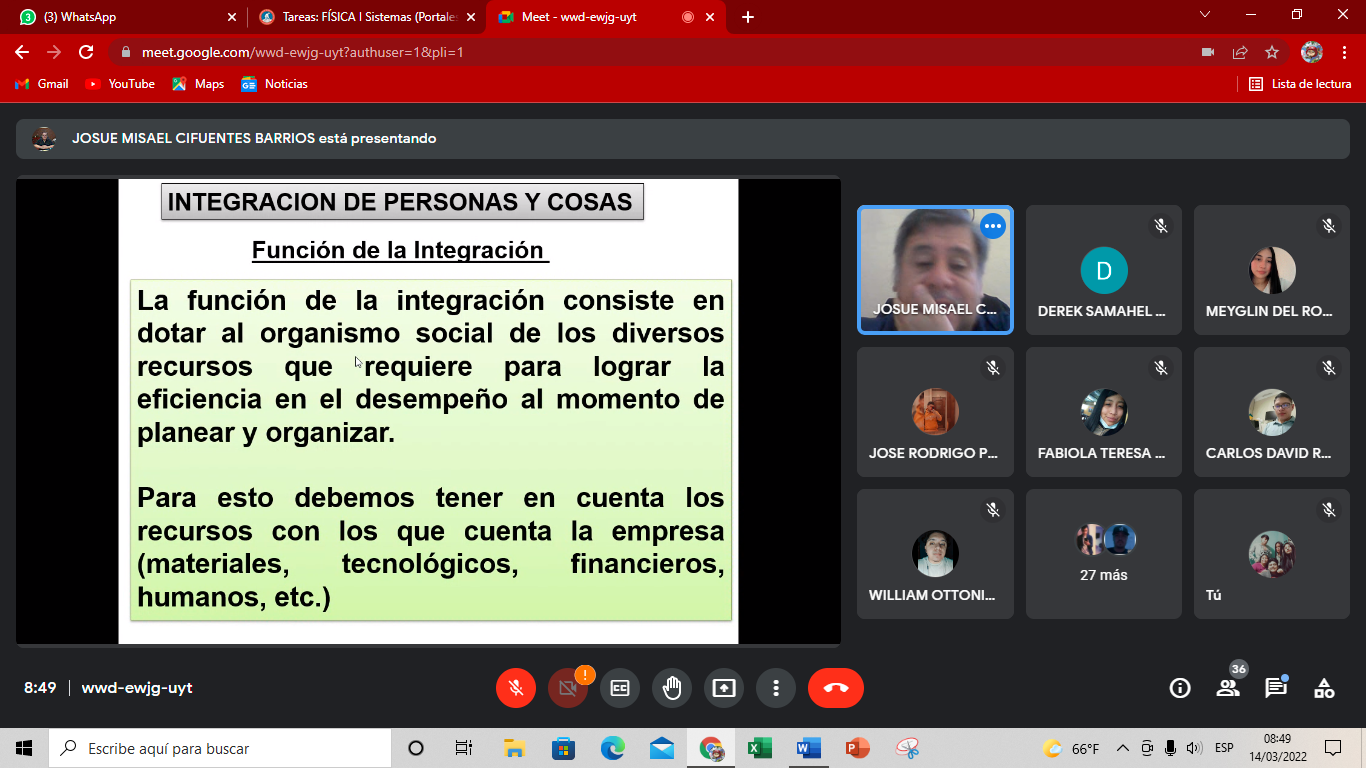 (3) WhatsApp
Tareas: FÍSICA I Sistemas (Portale
Meet - wwd-ewjg-uyt
meet.google.com/wwd-ewjg-uyt?authuser=1&pli=1
Gmail
YouTube
Maps
Noticias
Lista de lectura
JOSUE MISAEL CIFUENTES BARRIOS está presentando
INTEGRACION DE PERSONAS Y COSAS
Función de la Integración
La función de la integración consiste en
dotar al organismo social de los diversos
recursos que requiere para lograr la
eficiencia en el desempeño al momento de
planear y organizar.
Para esto debemos tener en cuenta los
recursos con los que cuenta la empresa
(materiales, tecnológicos, financieros,
humanos, etc.)
JOSUE MISAEL C...
D
DEREK SAMAHEL ...
MEYGLIN DEL RO...
JOSE RODRIGO P...
FABIOLA TERESA ...
CARLOS DAVID R...
WILLIAM OTTONI...
27 más
Tú
8:49 | wwd-ewjg-uyt
36
Escribe aquí para buscar
66°F
ESP
08:49
14/03/2022